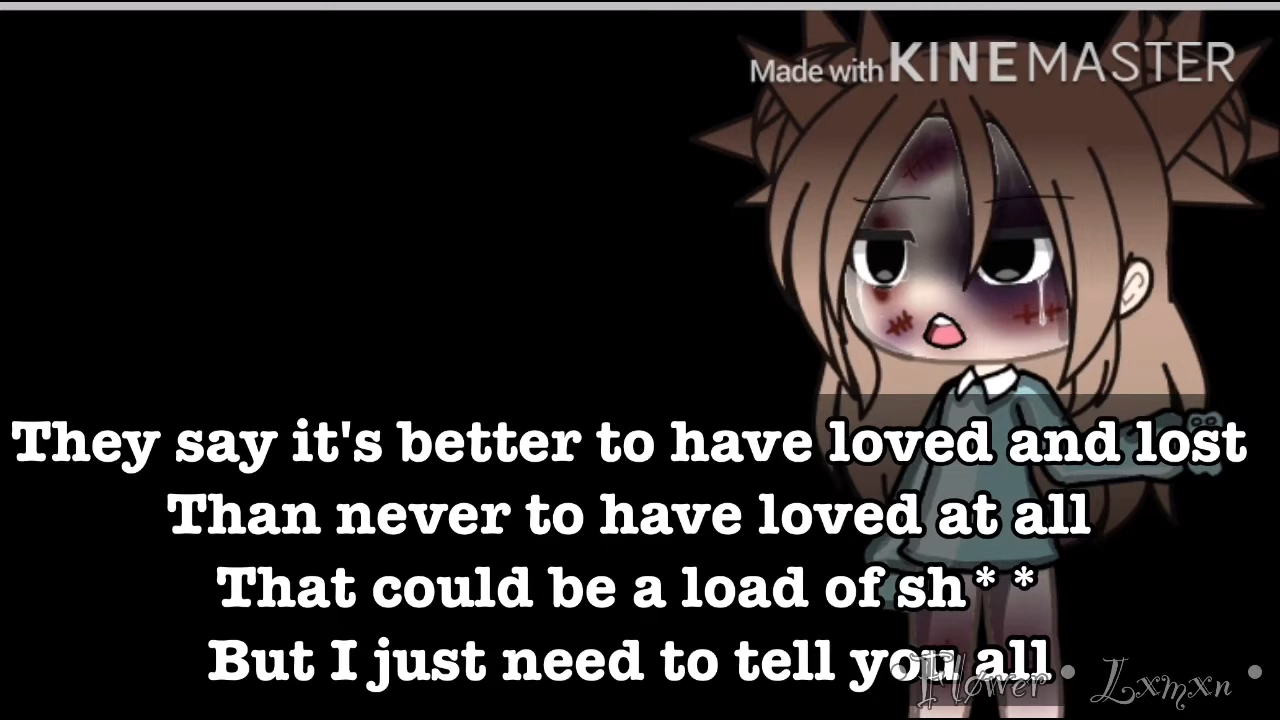 Made with KINEMASTER
They say it's better to have loved and lost
Than never to have loved at all
That could be a load of sh**
But I just need to tell you all
• Fløwer • Lxmxn •